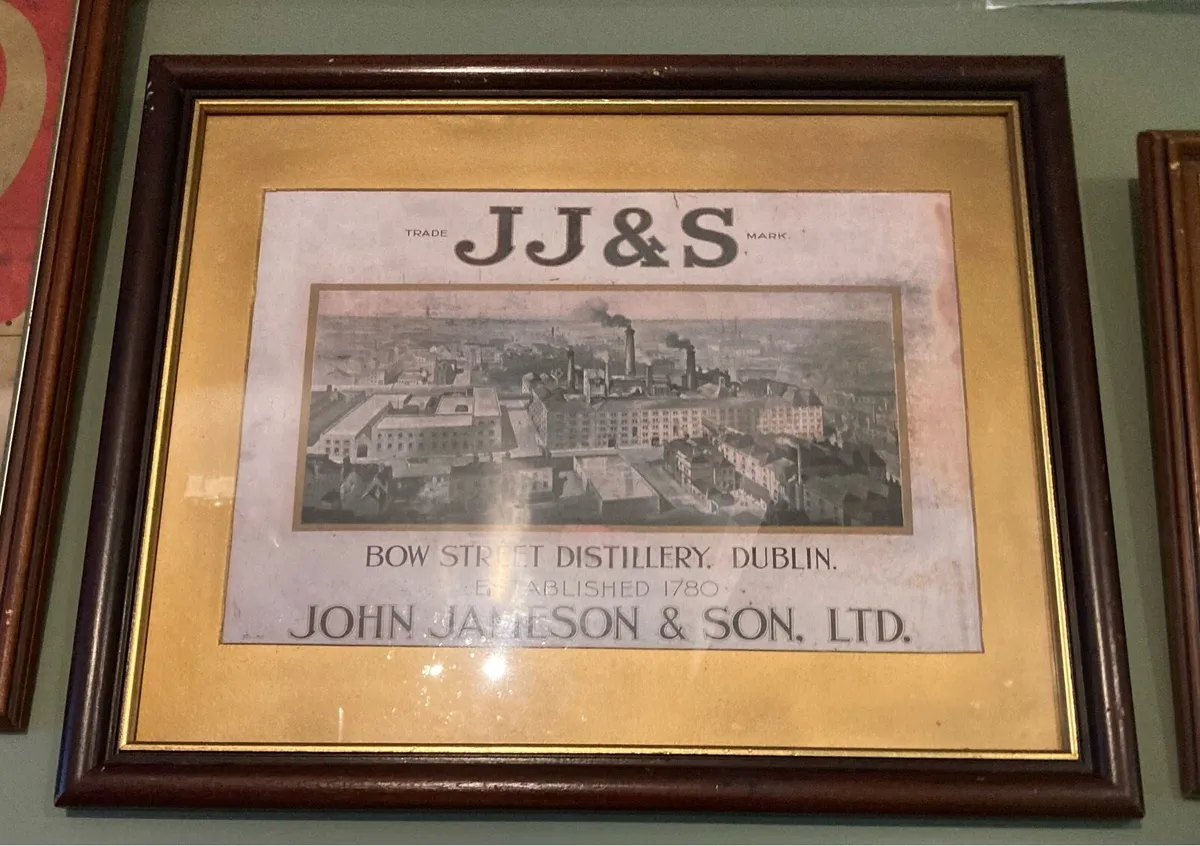 TRADE JJ&S MARK.
BOW STREET DISTILLERY. DUBLIN.
ESTABLISHED 1780
JOHN JAMESON & SON, LTD.